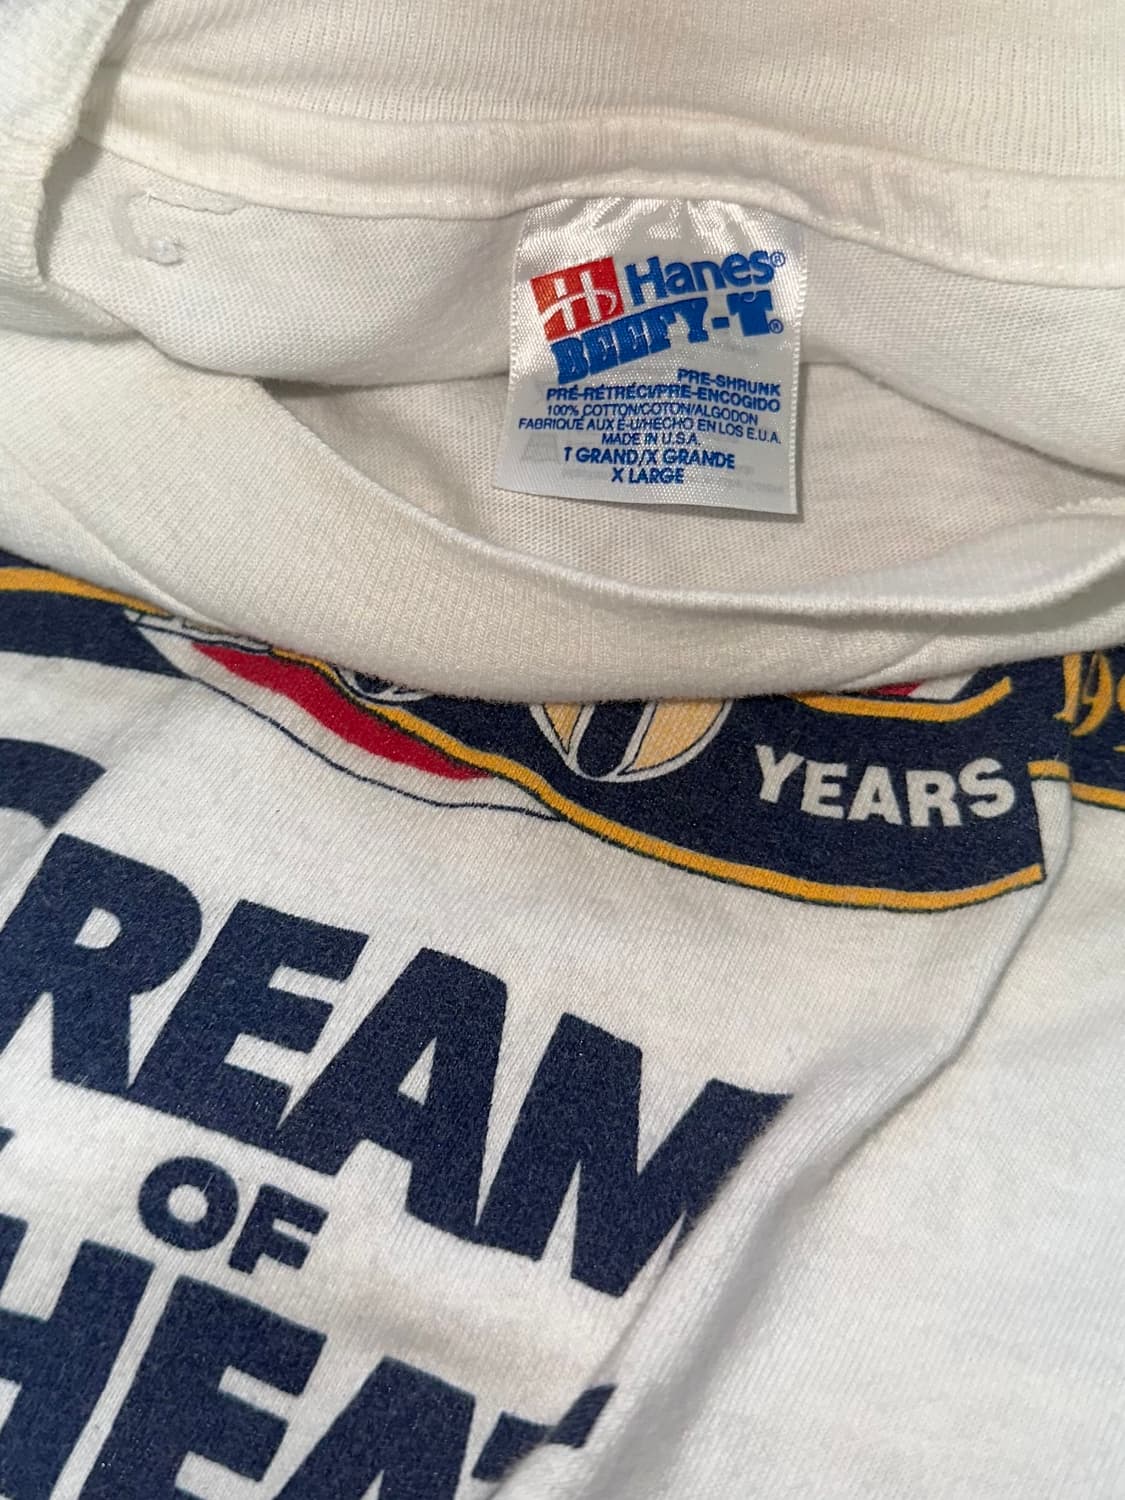 Hanes®
BEEFY-T®
PRE-SHRUNK
PRÉ-RÉTRÉCI/PRE-ENCOGIDO
100% COTTON/COTON/ALGODON
FABRIQUÉ AUX É-U/HECHO EN LOS E.U.A.
MADE IN U.S.A.
T GRAND/X GRANDE
X LARGE
YEARS
REAM
OF
HEA